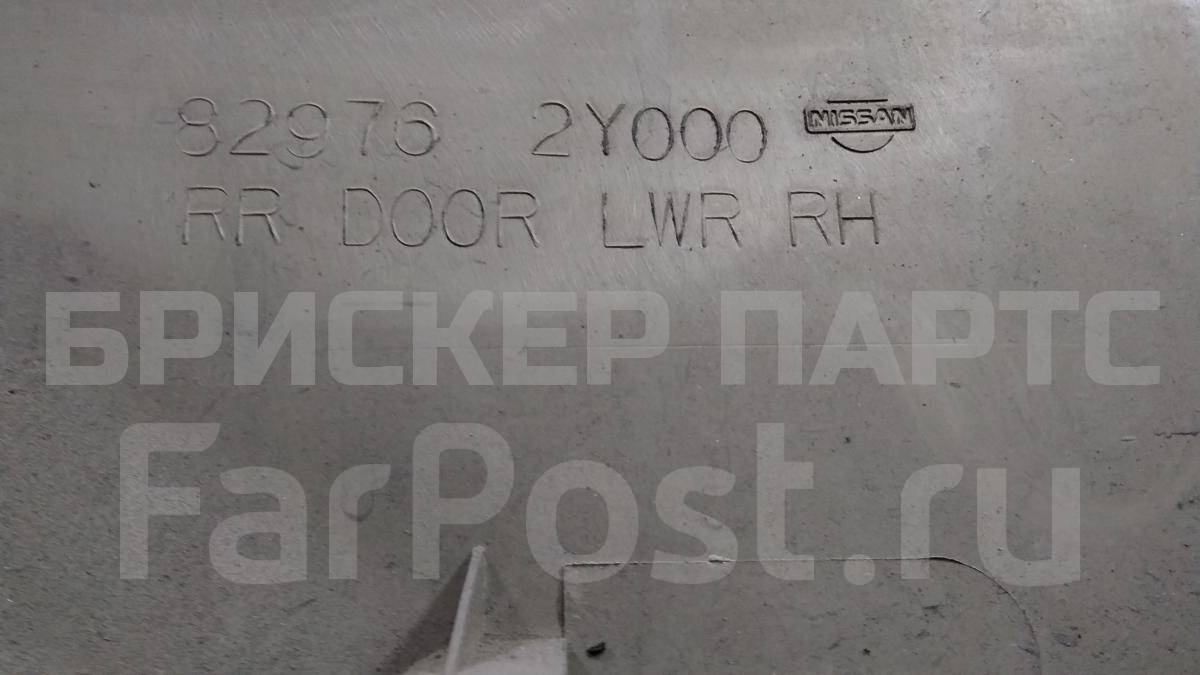 82976 2Y000 NISSAN
RR DOOR LWR RH
БРИСКЕР ПАРТС
FarPost.ru